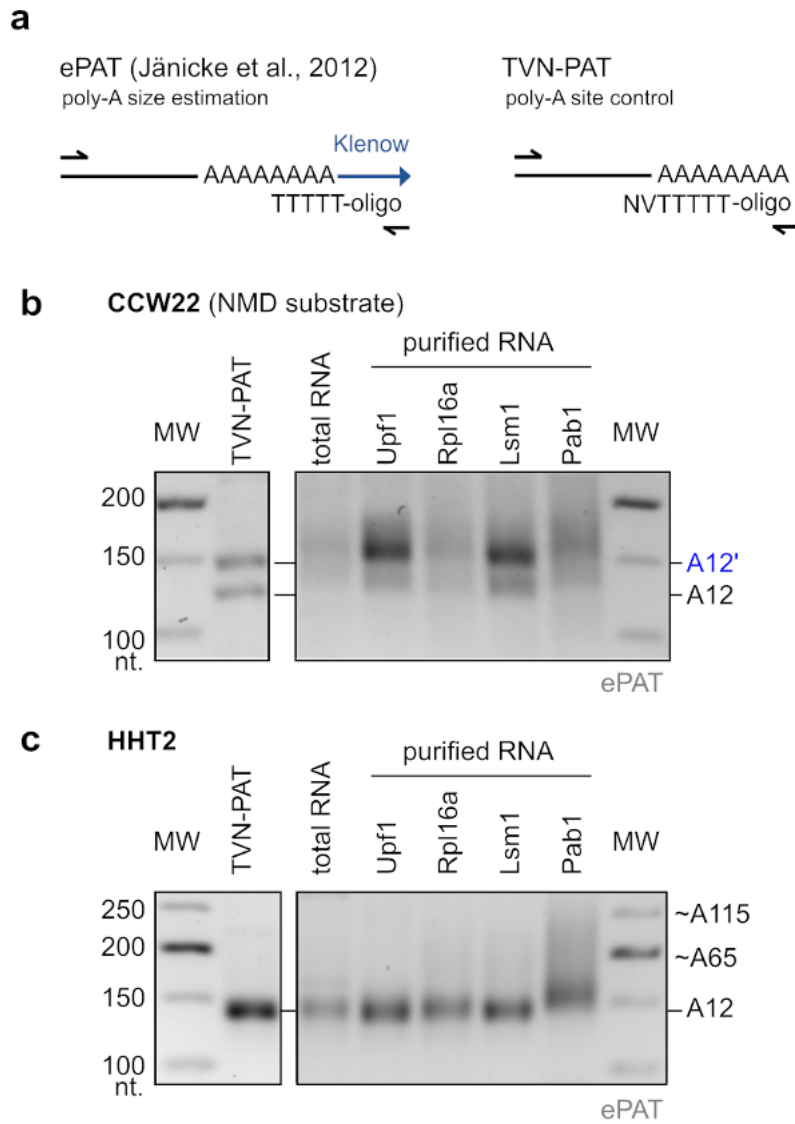 a
ePAT (Jänicke et al., 2012)
poly-A size estimation
Klenow
AAAAAAAA
TTTTT-oligo
TVN-PAT
poly-A site control
AAAAAAAA
NVTTTTT-oligo
b
CCW22 (NMD substrate)
purified RNA
MW
TVN-PAT
total RNA
Upf1
Rpl16a
Lsm1
Pab1
MW
200
150
100
nt.
A12'
A12
ePAT
c
HHT2
purified RNA
MW
TVN-PAT
total RNA
Upf1
Rpl16a
Lsm1
Pab1
MW
250
200
150
100
nt.
~A115
~A65
A12
ePAT